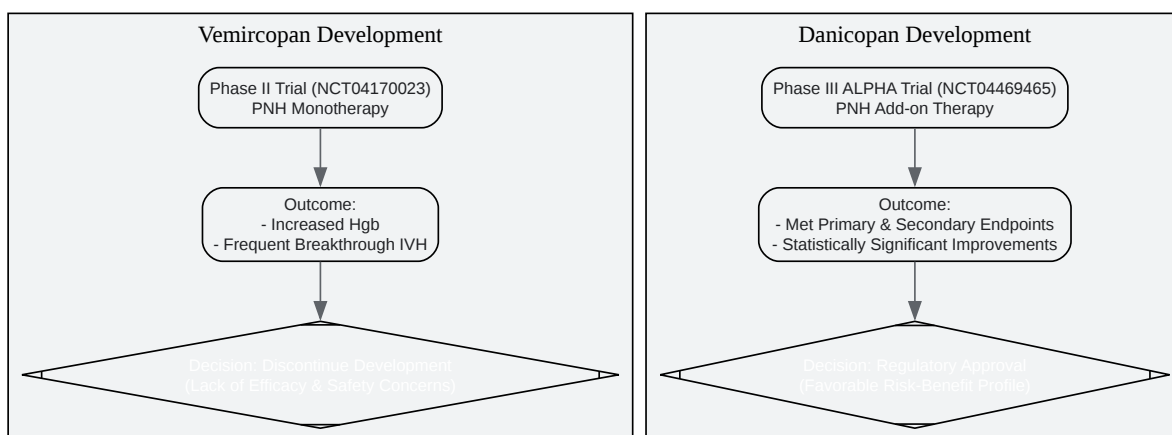 Vemircopan Development
Phase II Trial (NCT04170023)
PNH Monotherapy
Outcome:
- Increased Hgb
- Frequent Breakthrough IVH
Decision: Discontinue Development
(Lack of Efficacy & Safety Concerns)
Danicopan Development
Phase III ALPHA Trial (NCT04469465)
PNH Add-on Therapy
Outcome:
- Met Primary & Secondary Endpoints
- Statistically Significant Improvements
Decision: Regulatory Approval
(Favorable Risk-Benefit Profile)